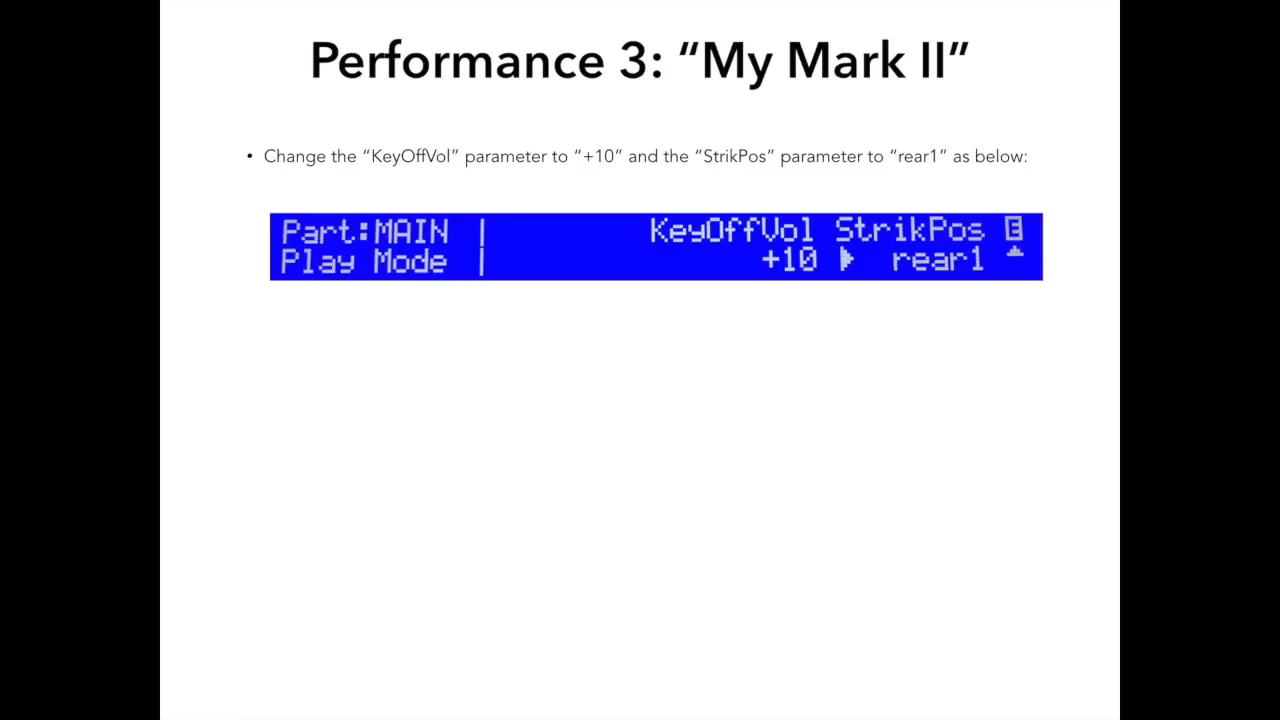 Performance 3: “My Mark II”
• Change the “KeyOffVol” parameter to “+10” and the “StrikPos” parameter to “rear1” as below:
Part:MAIN | KeyOffVol StrikPos E
Play Mode | +10 rear1